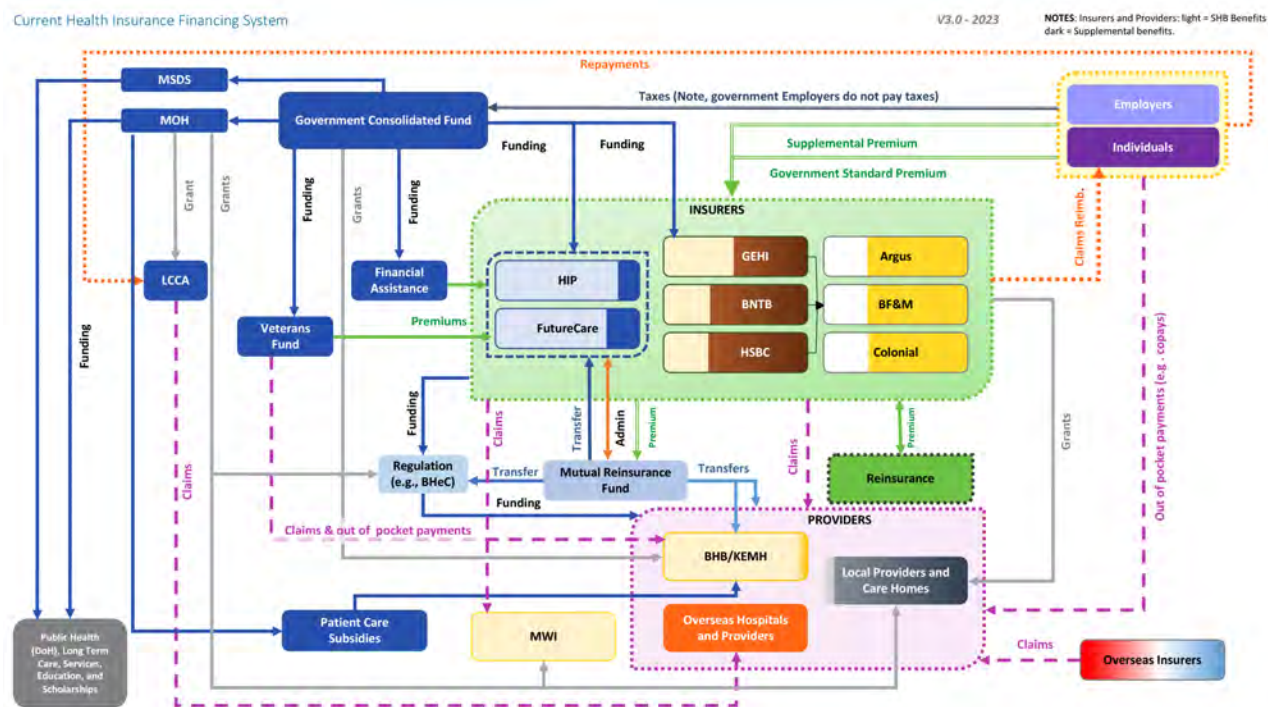 Current Health Insurance Financing System
V3.0 - 2023
NOTES: Insurers and Providers: light = SHB Benefits
dark = Supplemental benefits.
Repayments
MSDS
MOH
Government Consolidated Fund
Taxes (Note, government Employers do not pay taxes)
Employers
Individuals
Funding
Funding
Supplemental Premium
Government Standard Premium
Grant
Grants
Funding
Grants
Funding
Claims Reimb.
INSURERS
LCCA
Financial
Assistance
HIP
FutureCare
GEHI
BNTB
HSBC
Argus
BF&M
Colonial
Premiums
Veterans
Fund
Funding
Funding
Claims
Transfer
Admin
Premium
Claims
Premium
Grants
Out of pocket payments (e.g. copays)
Claims
Regulation
(e.g., BHeC)
Transfer
Mutual Reinsurance
Fund
Transfers
Reinsurance
Funding
PROVIDERS
Claims & out of pocket payments
BHB/KEMH
Local Providers and
Care Homes
Patient Care
Subsidies
MWI
Overseas Hospitals
and Providers
Claims
Overseas Insurers
Public Health
(DoH), Long Term
Care, Services,
Education, and
Scholarships